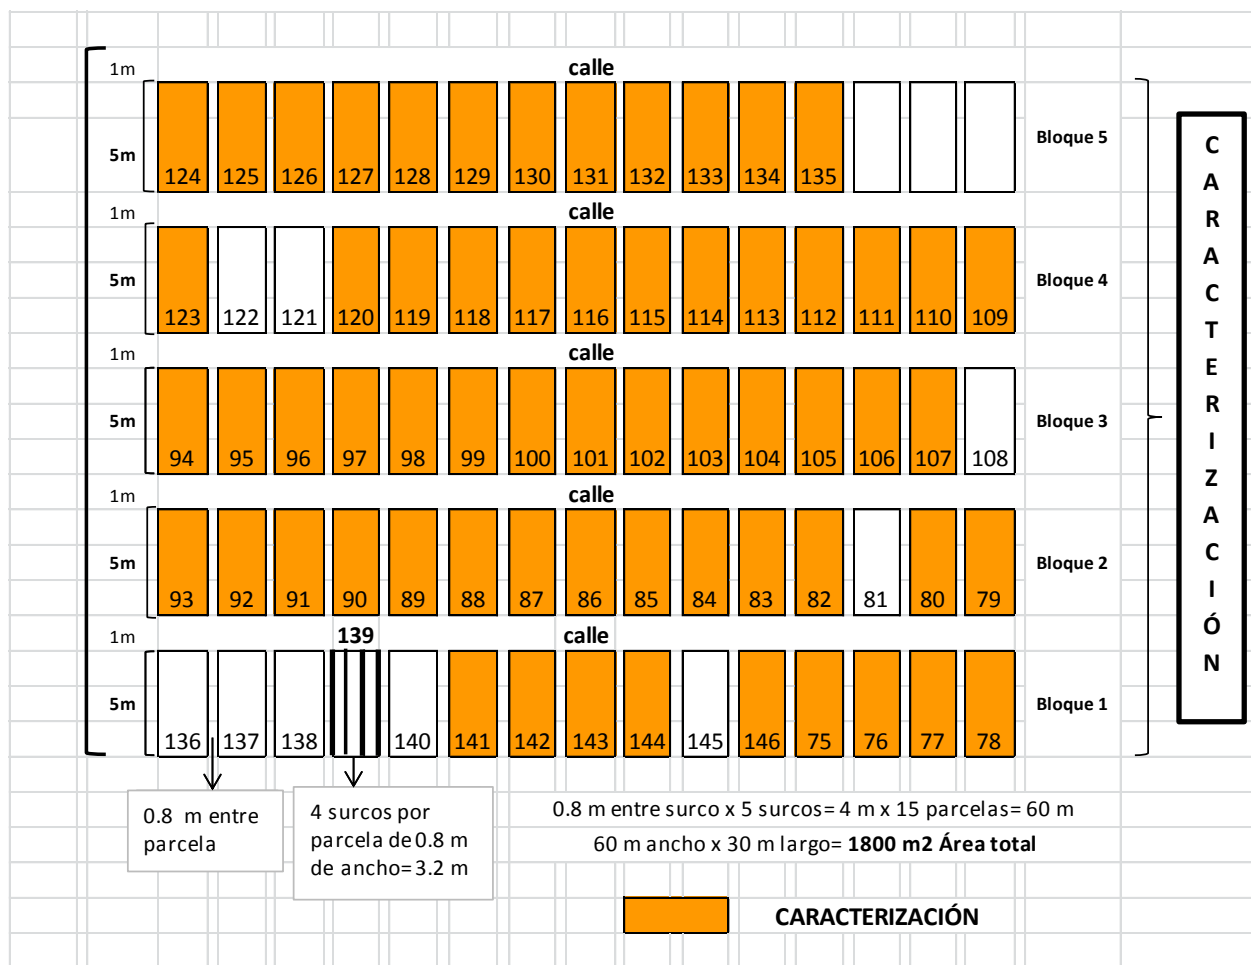 1m calle
124 125 126 127 128 129 130 131 132 133 134 135
5m
Bloque 5
1m calle
123 122 121 120 119 118 117 116 115 114 113 112 111 110 109
5m
Bloque 4
1m calle
94 95 96 97 98 99 100 101 102 103 104 105 106 107 108
5m
Bloque 3
1m calle
93 92 91 90 89 88 87 86 85 84 83 82 81 80 79
5m
Bloque 2
1m 139 calle
136 137 138 140 141 142 143 144 145 146 75 76 77 78
5m
Bloque 1
C
A
R
A
C
T
E
R
I
Z
A
C
I
Ó
N
0.8 m entre
parcela
4 surcos por
parcela de 0.8 m
de ancho= 3.2 m
0.8 m entre surco x 5 surcos= 4 m x 15 parcelas= 60 m
60 m ancho x 30 m largo= 1800 m2 Área total
CARACTERIZACIÓN